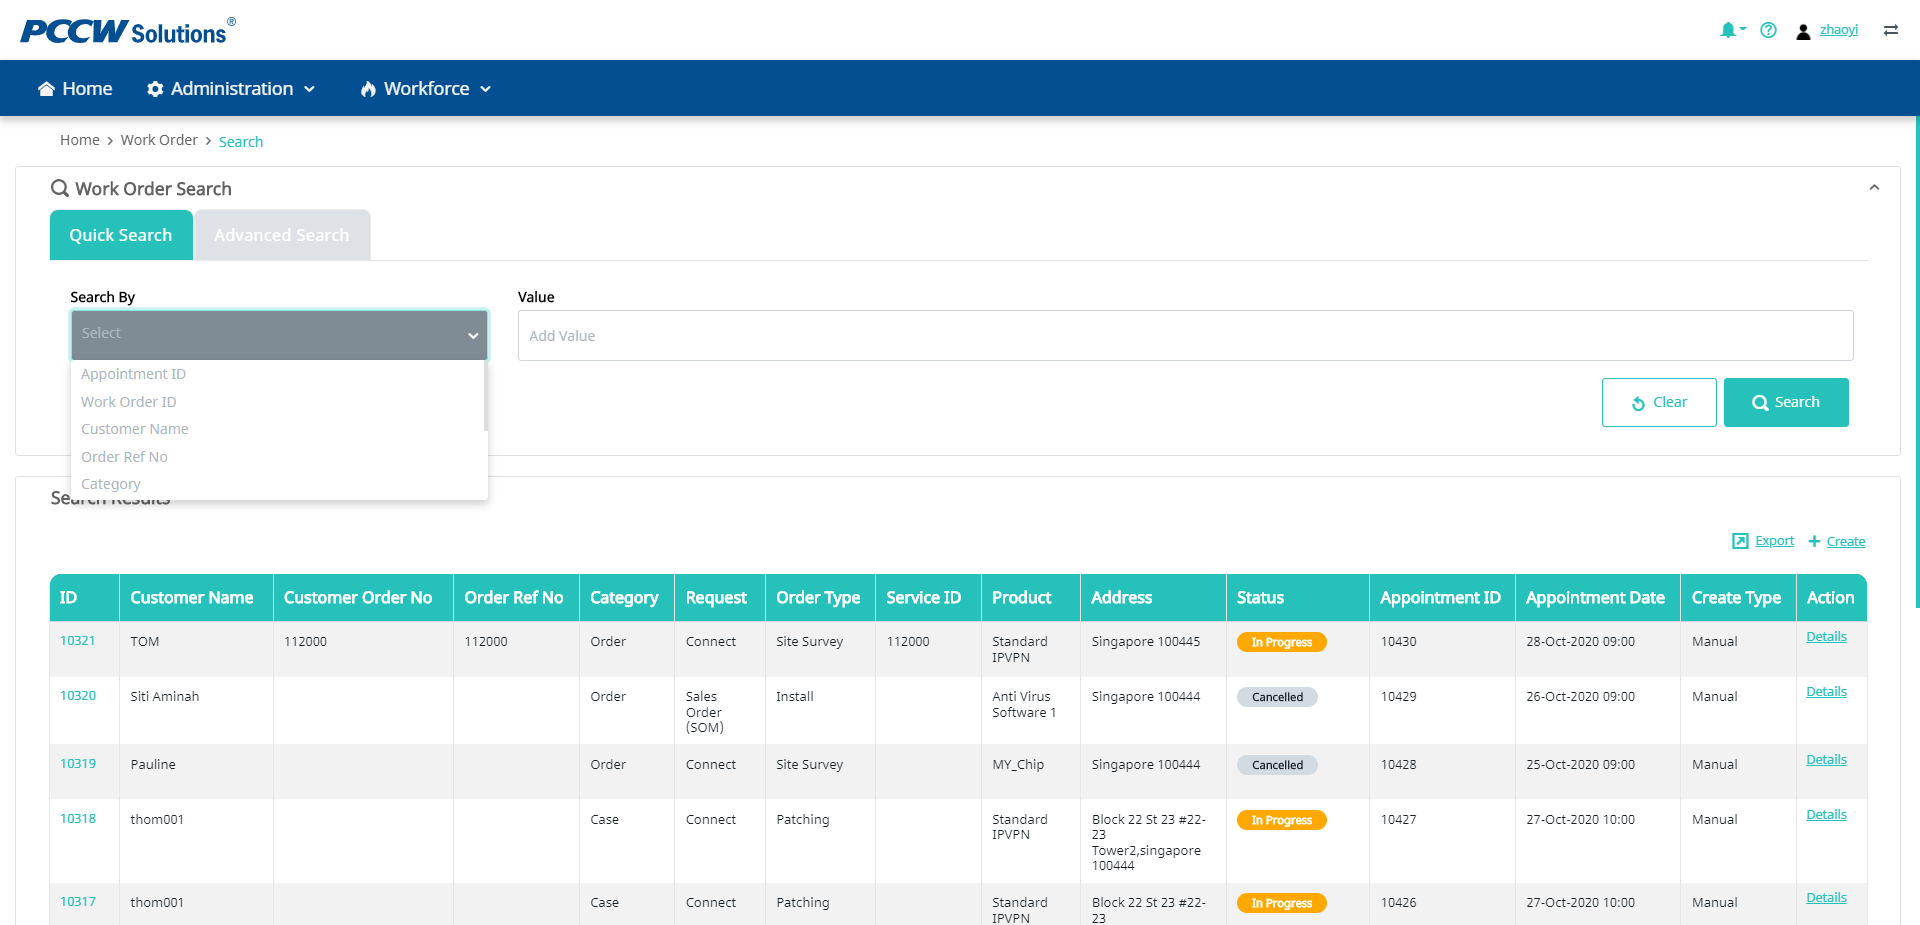 PCCW Solutions®
zhaoyi
Home
Administration
Workforce
Home > Work Order > Search
Work Order Search
Quick Search
Advanced Search
Search By
Value
Select
Add Value
Appointment ID
Work Order ID
Customer Name
Order Ref No
Category
Clear
Search
Search Results
Export
Create
ID Customer Name Customer Order No Order Ref No Category Request Order Type Service ID Product Address Status Appointment ID Appointment Date Create Type Action
10321 TOM 112000 112000 Order Connect Site Survey 112000 Standard Singapore 100445 In Progress 10430 28-Oct-2020 09:00 Manual Details
IPVPN
10320 Siti Aminah Order Sales Install Anti Virus Singapore 100444 Cancelled 10429 26-Oct-2020 09:00 Manual Details
Order Software 1
(SOM)
10319 Pauline Order Connect Site Survey MY_Chip Singapore 100444 Cancelled 10428 25-Oct-2020 09:00 Manual Details
10318 thom001 Case Connect Patching Standard Block 22 St 23 #22- In Progress 10427 27-Oct-2020 10:00 Manual Details
IPVPN 23
Tower2,singapore
100444
10317 thom001 Case Connect Patching Standard Block 22 St 23 #22- In Progress 10426 27-Oct-2020 10:00 Manual Details
IPVPN 23